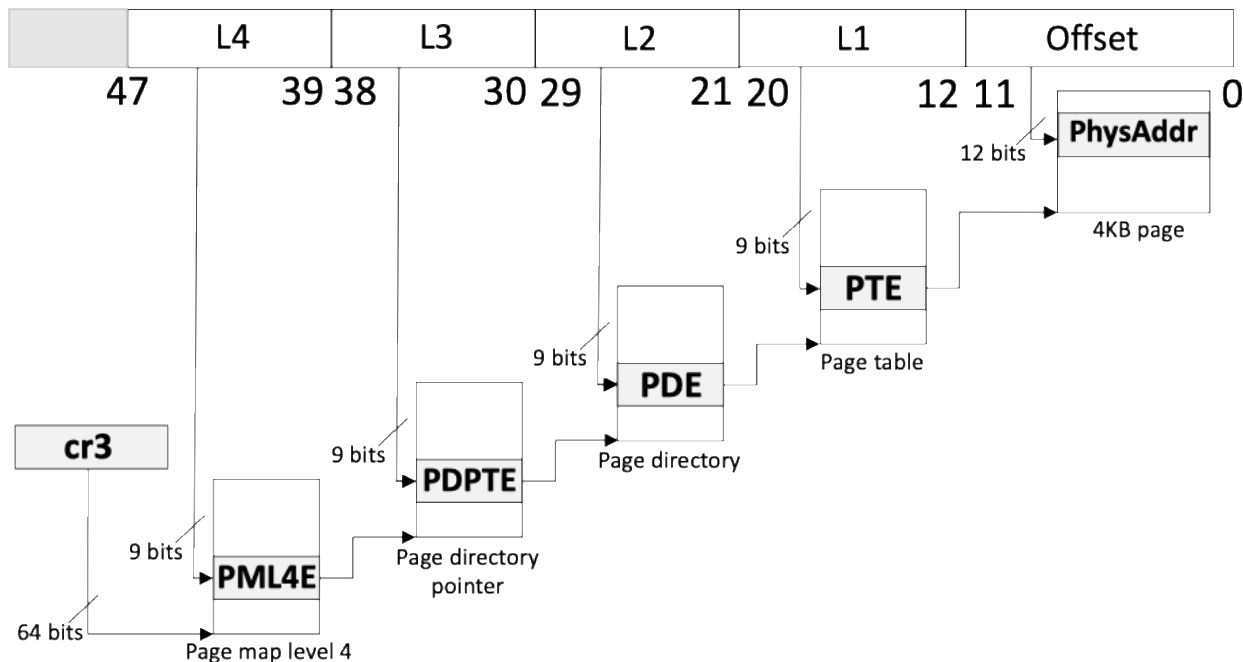 L4 L3 L2 L1 Offset
47 39 38 30 29 21 20 12 11 0
PhysAddr
12 bits
4KB page
9 bits
PTE
Page table
9 bits
PDE
Page directory
cr3
9 bits
PDPTE
Page directory
pointer
9 bits
PML4E
64 bits
Page map level 4